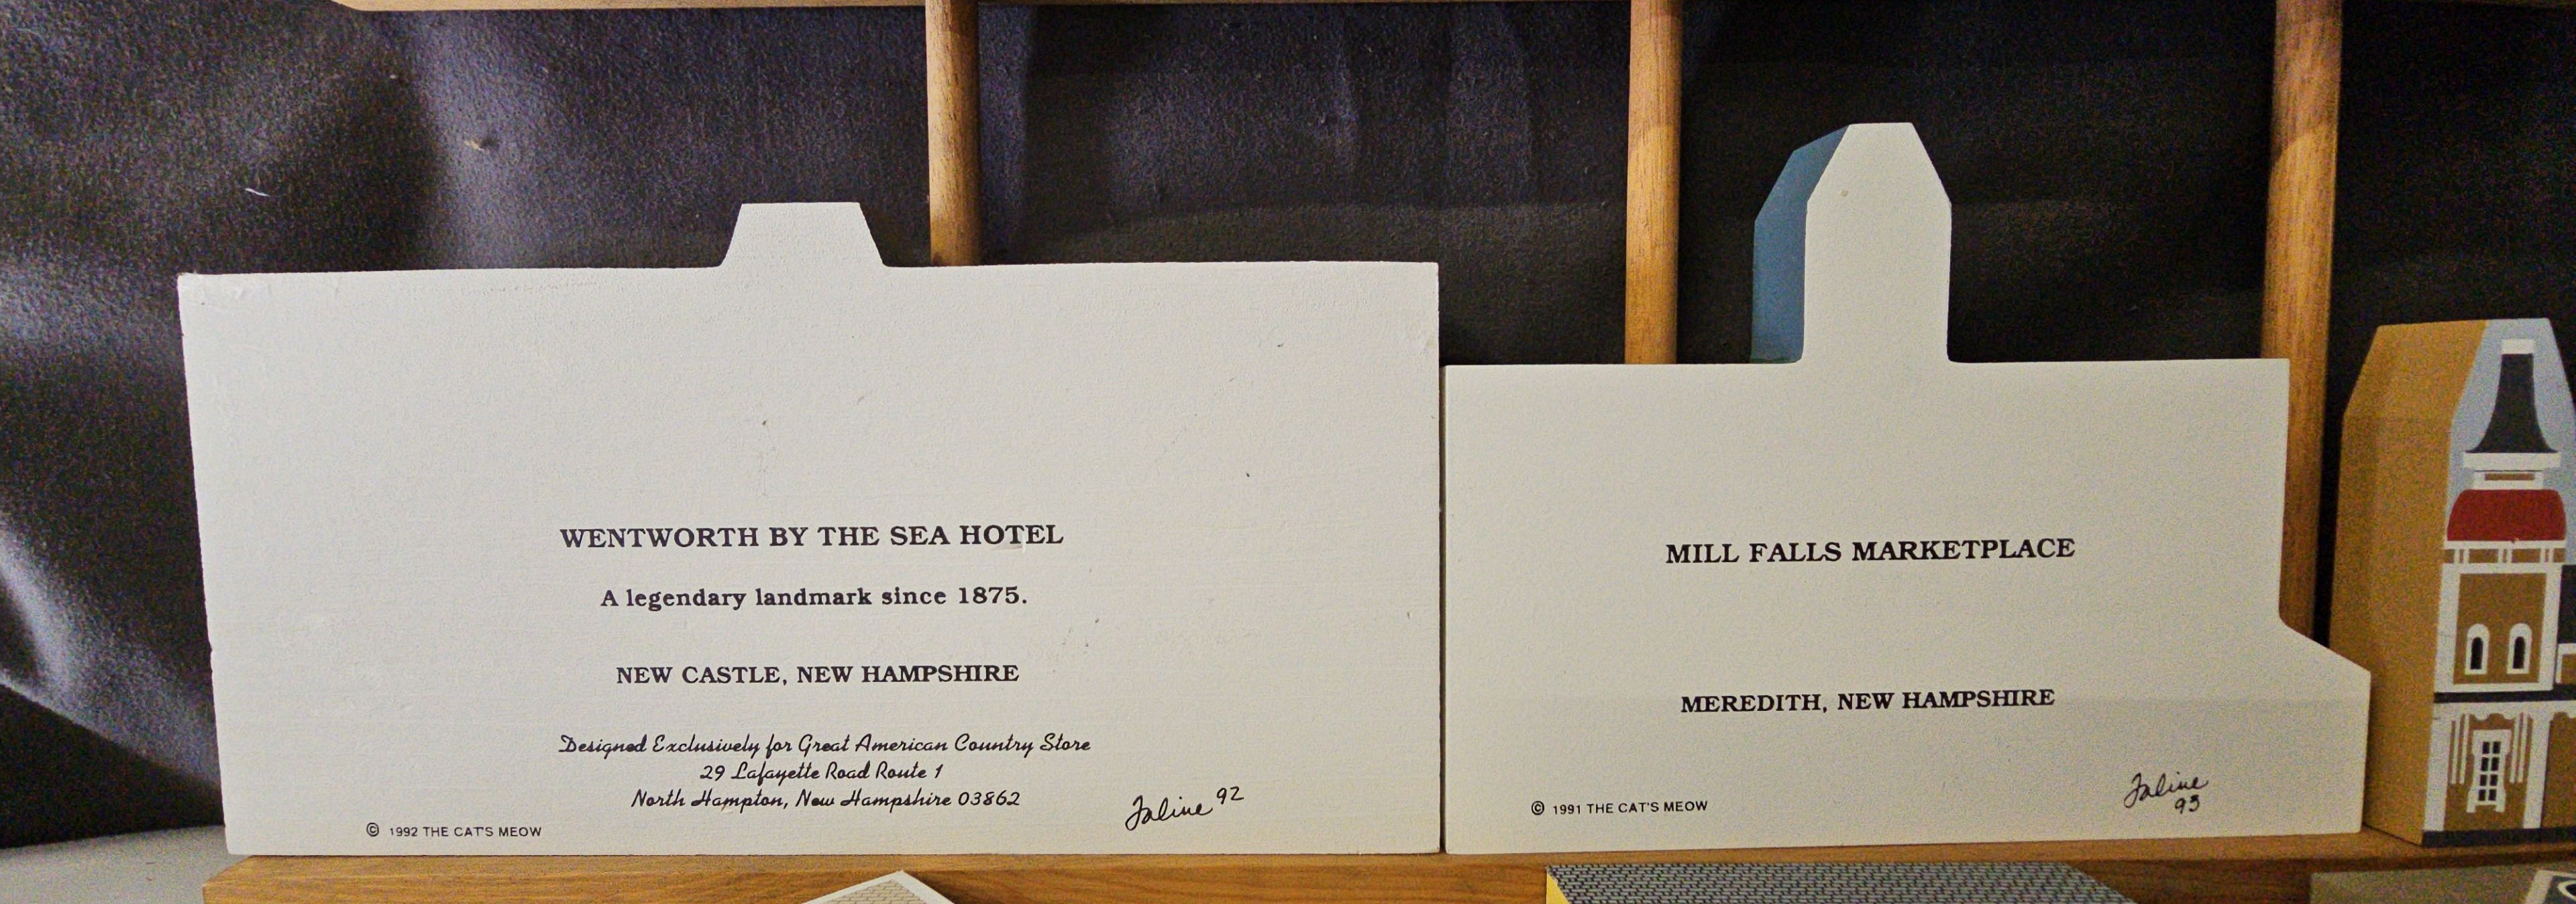 WENTWORTH BY THE SEA HOTEL
A legendary landmark since 1875.
NEW CASTLE, NEW HAMPSHIRE
Designed Exclusively for Great American Country Store
29 Lafayette Road Route 1
North Hampton, New Hampshire 03862
Faline 92
© 1992 THE CAT'S MEOW
MILL FALLS MARKETPLACE
MEREDITH, NEW HAMPSHIRE
Faline
93
© 1991 THE CAT'S MEOW